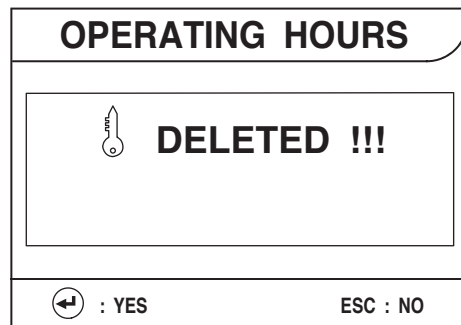 OPERATING HOURS
DELETED !!!
: YES ESC : NO